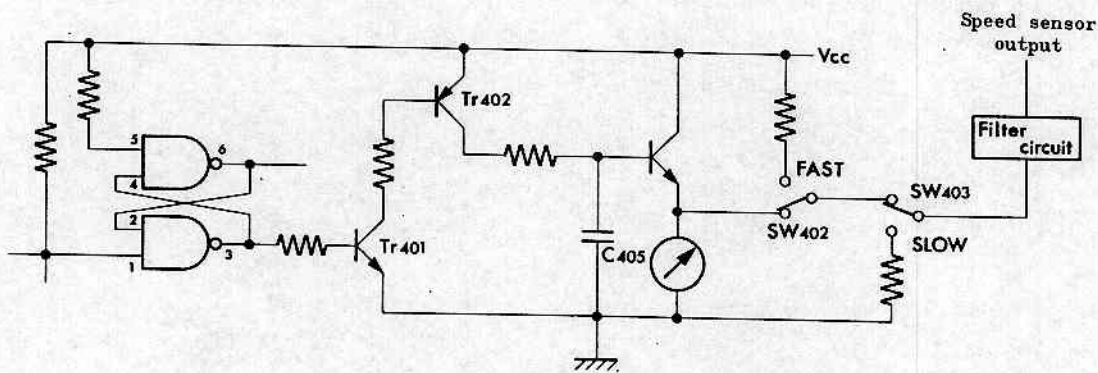 Speed sensor
output
Vcc
Tr402
5
6
4
FAST
Filter
circuit
2
SW403
SW402
1
3
Tr401
C405
SLOW